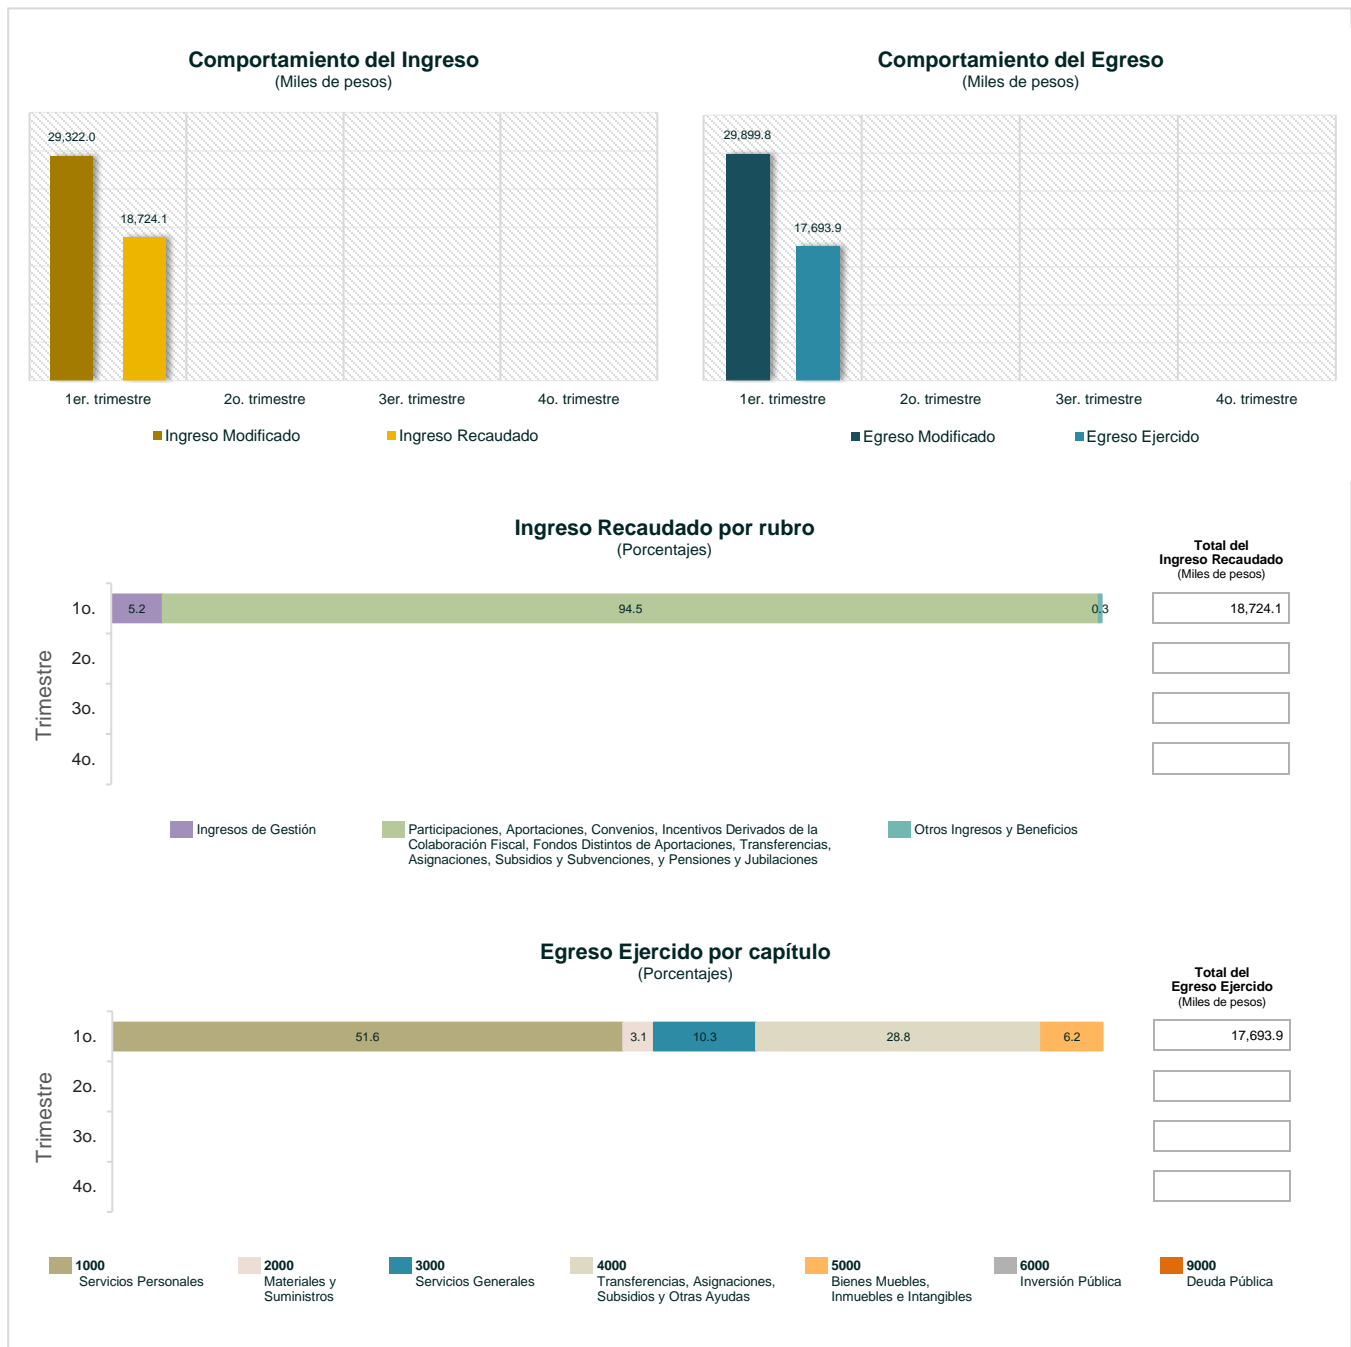 Comportamiento del Ingreso
(Miles de pesos)
29,322.0
18,724.1
1er. trimestre
2o. trimestre
3er. trimestre
4o. trimestre
Ingreso Modificado
Ingreso Recaudado
Comportamiento del Egreso
(Miles de pesos)
29,899.8
17,693.9
1er. trimestre
2o. trimestre
3er. trimestre
4o. trimestre
Egreso Modificado
Egreso Ejercido
Ingreso Recaudado por rubro
(Porcentajes)
Total del
Ingreso Recaudado
(Miles de pesos)
Trimestre
1o.
5.2
94.5
0.3
18,724.1
2o.
3o.
4o.
Ingresos de Gestión
Participaciones, Aportaciones, Convenios, Incentivos Derivados de la
Colaboración Fiscal, Fondos Distintos de Aportaciones, Transferencias,
Asignaciones, Subsidios y Subvenciones, y Pensiones y Jubilaciones
Otros Ingresos y Beneficios
Egreso Ejercido por capítulo
(Porcentajes)
Total del
Egreso Ejercido
(Miles de pesos)
Trimestre
1o.
51.6
3.1
10.3
28.8
6.2
17,693.9
2o.
3o.
4o.
1000
Servicios Personales
2000
Materiales y
Suministros
3000
Servicios Generales
4000
Transferencias, Asignaciones,
Subsidios y Otras Ayudas
5000
Bienes Muebles,
Inmuebles e Intangibles
6000
Inversión Pública
9000
Deuda Pública